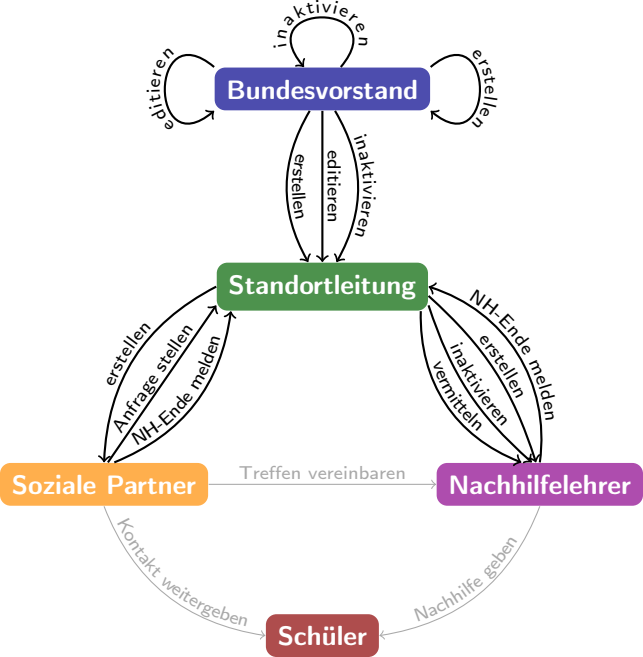 inaktivieren
editieren
erstellen
Bundesvorstand
erstellen
editieren
inaktivieren
Standortleitung
erstellen
Anfrage stellen
NH-Ende melden
NH-Ende melden
erstellen
inaktivieren
vermitteln
Soziale Partner
Treffen vereinbaren
Nachhilfelehrer
Kontakt weitergeben
Nachhilfe geben
Schüler